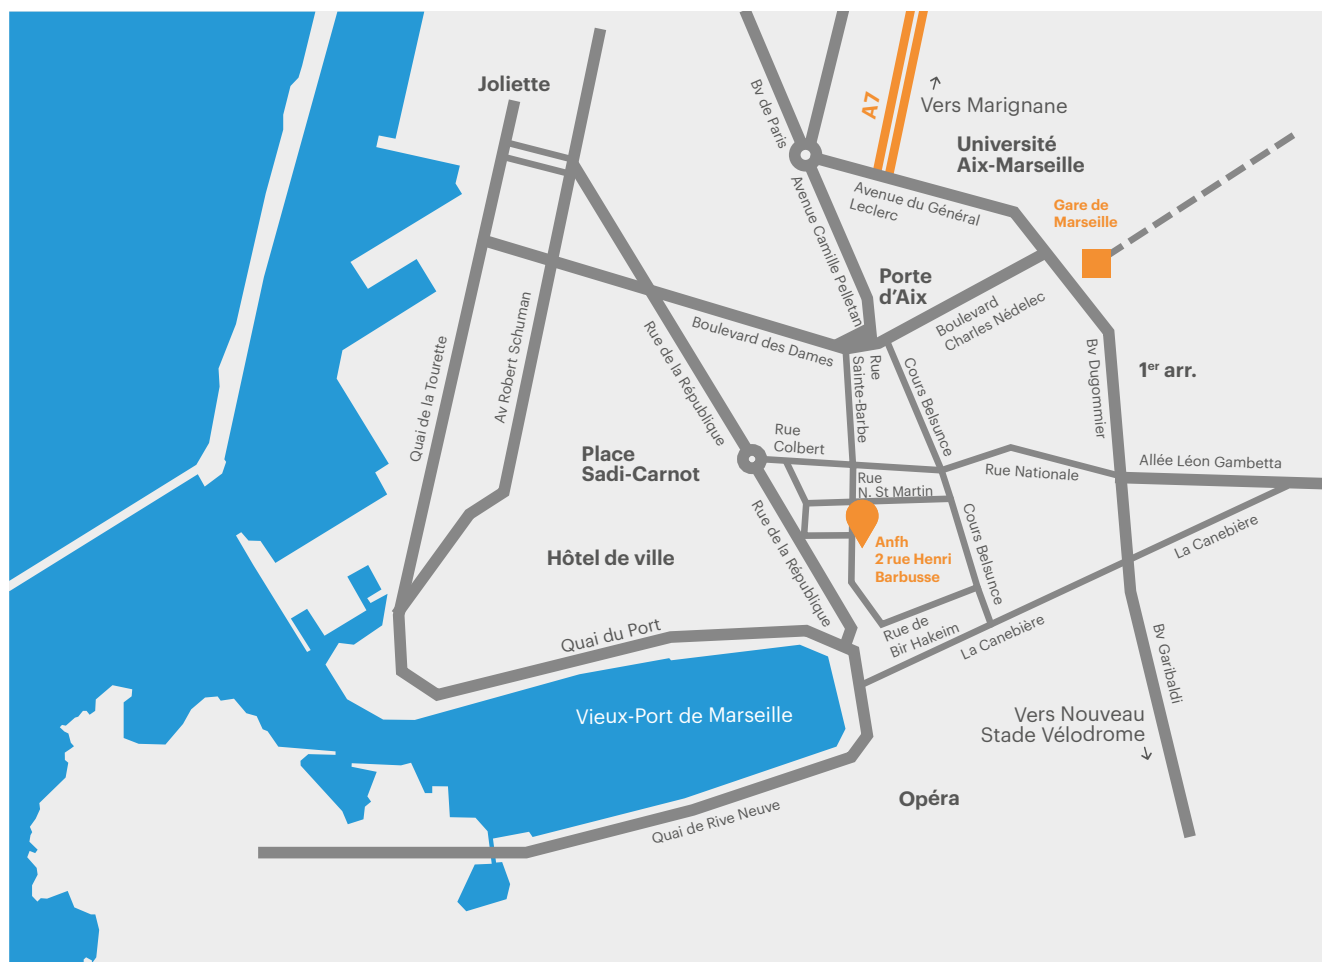 Joliette
Bv de Paris
A7
Vers Marignane
Université
Aix-Marseille
Avenue du Général
Leclerc
Gare de
Marseille
Avenue Camille Pelletan
Porte
d'Aix
Boulevard
Charles Nédelec
Boulevard des Dames
Rue de la République
Av Robert Schuman
Quai de la Tourette
Rue
Sainte-Barbe
Cours Belsunce
Bv Dugommier
1er arr.
Rue
Colbert
Place
Sadi-Carnot
Rue Nationale
Allée Léon Gambetta
Rue
N. St Martin
Rue de la République
Cours Belsunce
La Canebière
Anfh
2 rue Henri
Barbusse
Hôtel de ville
Quai du Port
Rue de
Bir Hakeim
La Canebière
Bv Garibaldi
Vieux-Port de Marseille
Vers Nouveau
Stade Vélodrome
Opéra
Quai de Rive Neuve